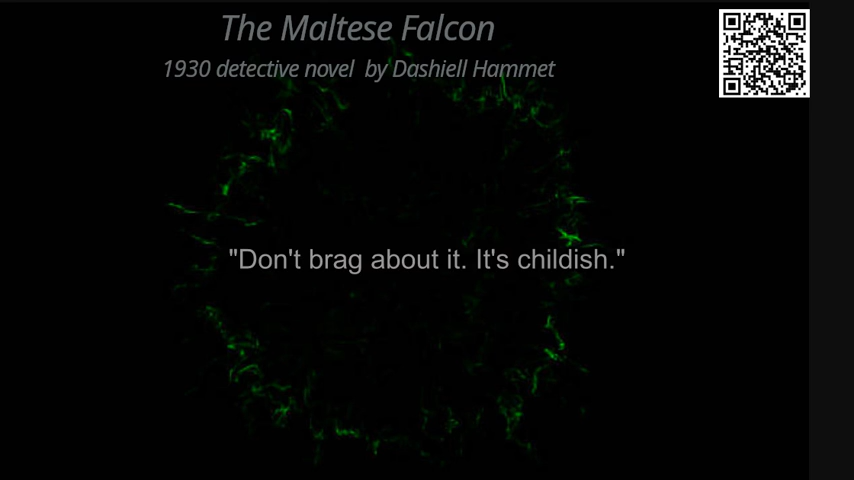 The Maltese Falcon
1930 detective novel by Dashiell Hammet
"Don't brag about it. It's childish."